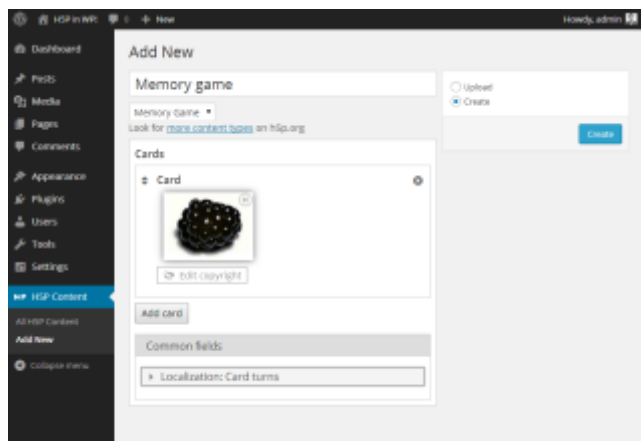 H5P in WP:
0
+ New
Howdy, admin
Dashboard
Posts
Media
Pages
Comments
Appearance
Plugins
Users
Tools
Settings
H5P H5P Content
All H5P Content
Add New
Collapse menu
Add New
Memory game
Memory Game
Look for more content types on h5p.org
Cards
Card
Edit copyright
Add card
Common fields
Localization: Card turns
Upload
Create
Create